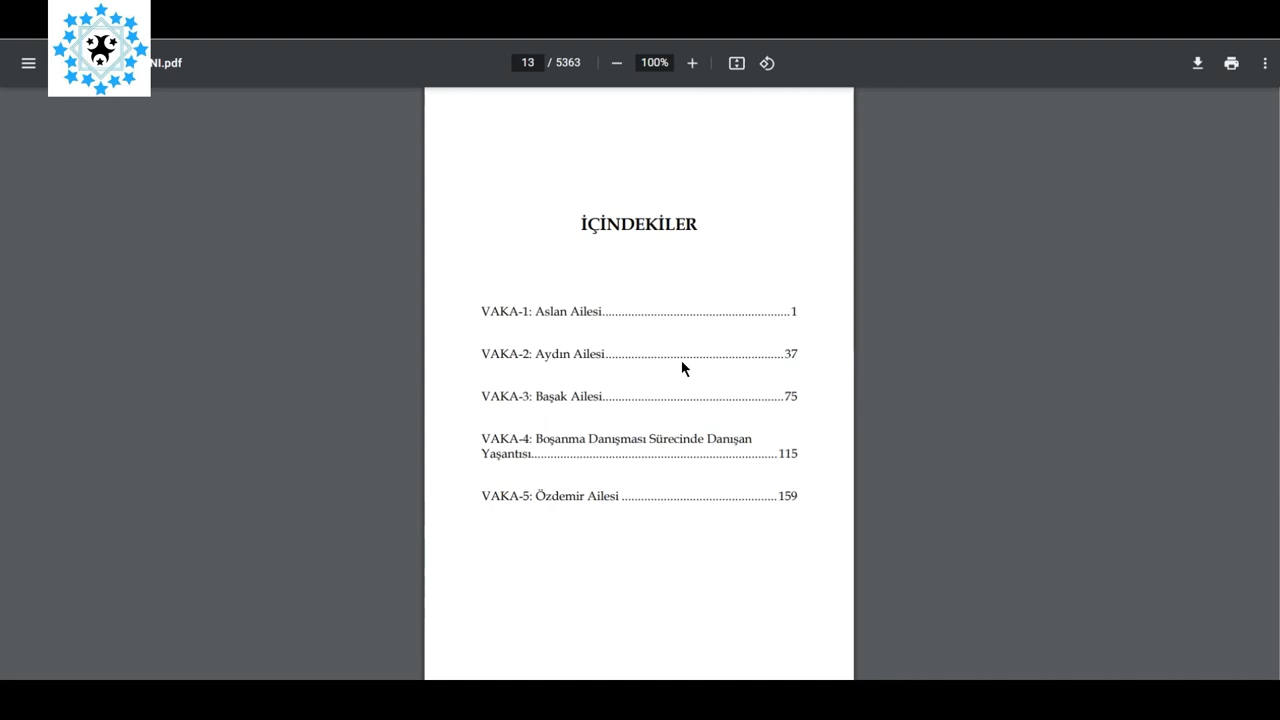 NI.pdf
13 / 5363
100%
İÇİNDEKİLER
VAKA-1: Aslan Ailesi..........................................................1
VAKA-2: Aydın Ailesi.......................................................37
VAKA-3: Başak Ailesi........................................................75
VAKA-4: Boşanma Danışması Sürecinde Danışan
Yaşantısı............................................................................115
VAKA-5: Özdemir Ailesi ................................................159